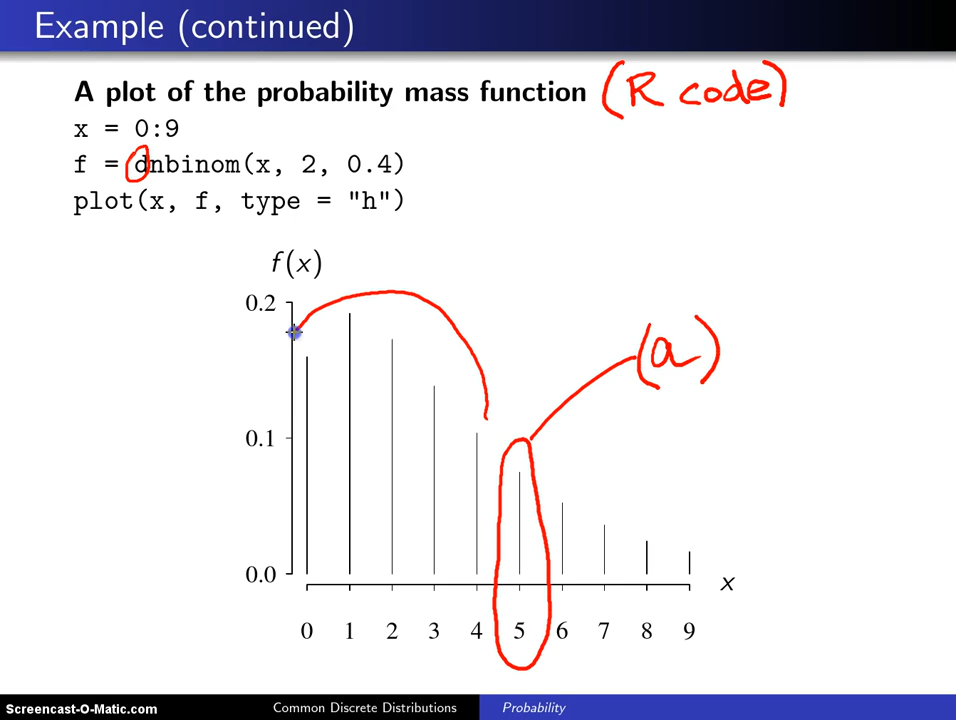 Example (continued)
A plot of the probability mass function (R code)
x = 0:9
f = dnbinom(x, 2, 0.4)
plot(x, f, type = "h")
f(x)
0.2
(a)
0.1
0.0
x
0 1 2 3 4 5 6 7 8 9
Screencast-O-Matic.com Common Discrete Distributions Probability